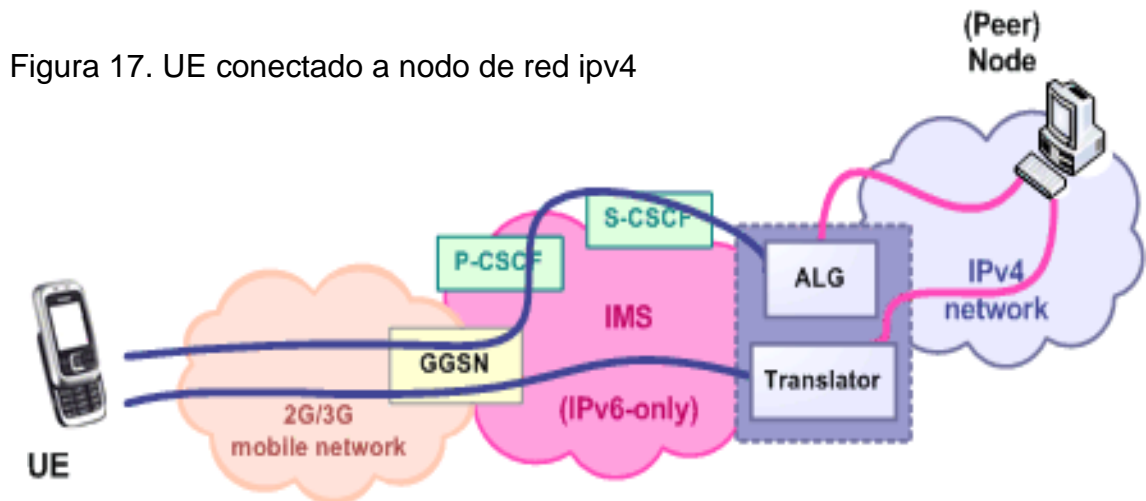 (Peer)
Node
Figura 17. UE conectado a nodo de red ipv4
S-CSCF
P-CSCF
ALG
IPv4
network
IMS
GGSN
Translator
(IPv6-only)
2G/3G
mobile network
UE